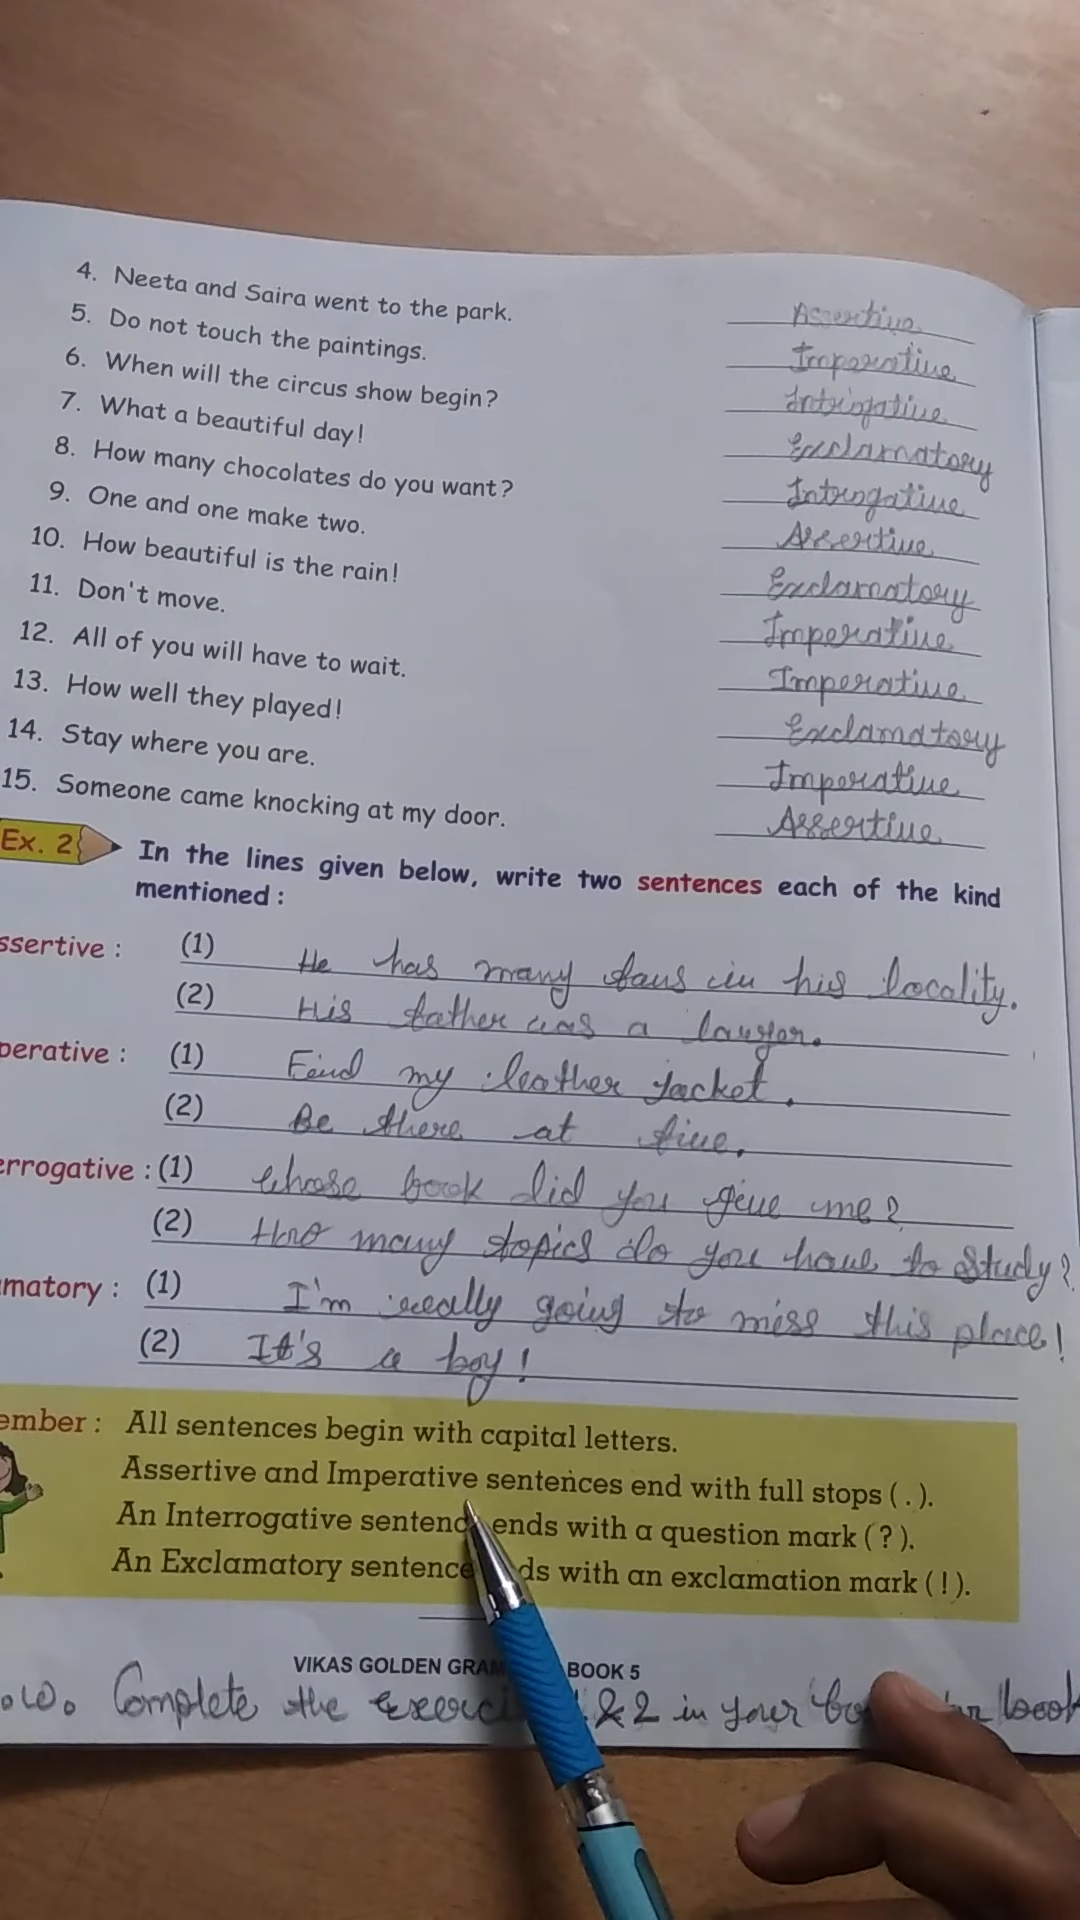 4. Neeta and Saira went to the park. Assertive
5. Do not touch the paintings. Imperative
6. When will the circus show begin? Intrigative
7. What a beautiful day! Exclamatory
8. How many chocolates do you want? Introgative
9. One and one make two. Assertive
10. How beautiful is the rain! Exclamatory
11. Don't move. Imperative
12. All of you will have to wait. Imperative
13. How well they played! Exclamatory
14. Stay where you are. Imperative
15. Someone came knocking at my door. Assertive
Ex. 2 In the lines given below, write two sentences each of the kind
mentioned :
ssertive : (1) He has many fans in his locality.
(2) His father was a lawyer.
perative : (1) Find my leather jacket.
(2) Be there at five.
errogative : (1) Whose book did you give me?
(2) How many topics do you have to study?
matory : (1) I'm really going to miss this place!
(2) It's a boy!
ember : All sentences begin with capital letters.
Assertive and Imperative sentences end with full stops ( . ).
An Interrogative sentenc ends with a question mark ( ? ).
An Exclamatory sentence ds with an exclamation mark ( ! ).
VIKAS GOLDEN GRAM BOOK 5
.W. Complete the exerci &2 in your book